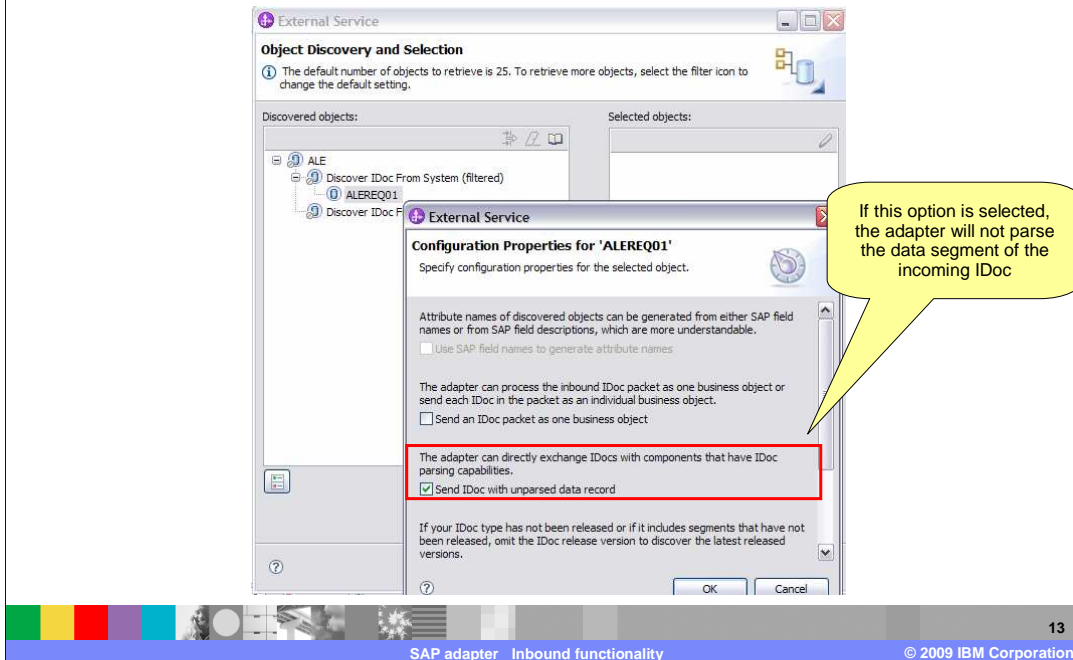 External Service
Object Discovery and Selection
The default number of objects to retrieve is 25. To retrieve more objects, select the filter icon to
change the default setting.
Discovered objects:
Selected objects:
ALE
Discover IDoc From System (filtered)
ALEREQ01
Discover IDoc F
External Service
Configuration Properties for 'ALEREQ01'
Specify configuration properties for the selected object.
Attribute names of discovered objects can be generated from either SAP field
names or from SAP field descriptions, which are more understandable.
Use SAP field names to generate attribute names
The adapter can process the inbound IDoc packet as one business object or
send each IDoc in the packet as an individual business object.
Send an IDoc packet as one business object
The adapter can directly exchange IDocs with components that have IDoc
parsing capabilities.
Send IDoc with unparsed data record
If your IDoc type has not been released or if it includes segments that have not
been released, omit the IDoc release version to discover the latest released
versions.
OK
Cancel
If this option is selected,
the adapter will not parse
the data segment of the
incoming IDoc
13
SAP adapter Inbound functionality
© 2009 IBM Corporation